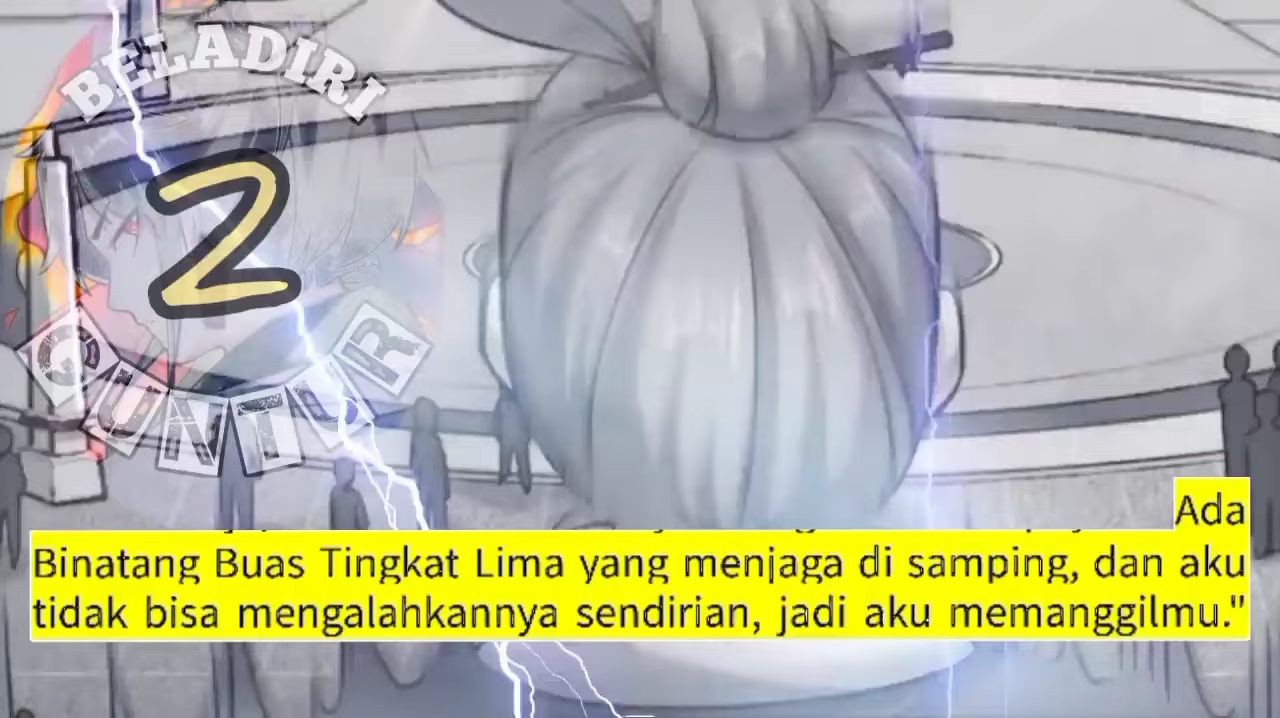 BELADIRI
2
GUNTUR
Ada
Binatang Buas Tingkat Lima yang menjaga di samping, dan aku
tidak bisa mengalahkannya sendirian, jadi aku memanggilmu."